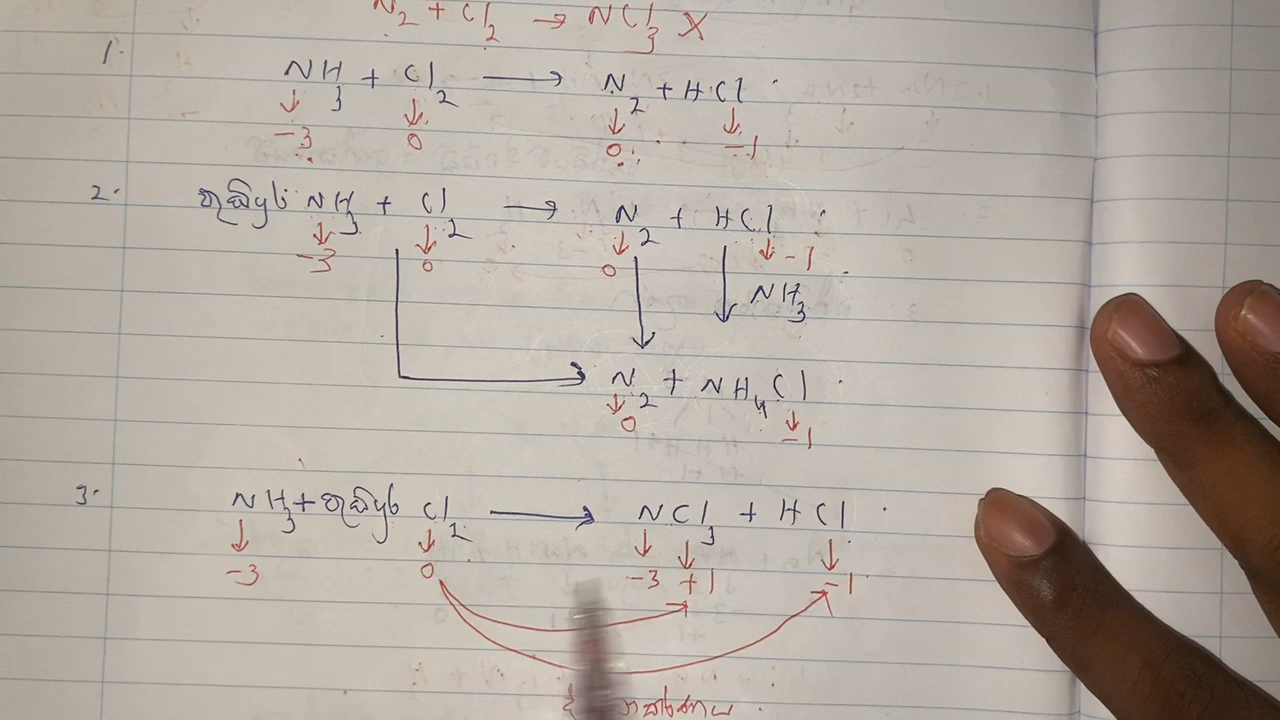 N₂ + Cl₂ → NCl₃ X
1. NH₃ + Cl₂ → N₂ + HCl .
↓ -3 ↓ 0 ↓ 0 ↓ -1
2. වැඩිපුර NH₃ + Cl₂ → N₂ + HCl .
↓ -3 ↓ 0 ↓ 0 ↓ -1
NH₃
N₂ + NH₄Cl .
↓ 0 ↓ -1
3. NH₃ + වැඩිපුර Cl₂ → NCl₃ + HCl .
↓ -3 ↓ 0 ↓ -3 ↓ +1 ↓ -1